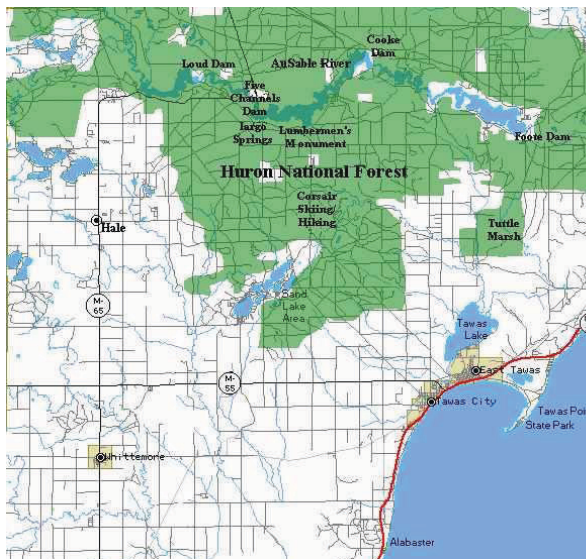 Cooke
Dam
Loud Dam
AuSable River
Five
Channels
Dam
Iargo
Springs
Lumbermen's
Monument
Foote Dam
Huron National Forest
Corsair
Skiing/
Hiking
Tuttle
Marsh
Hale
Sand
Lake
Area
M-
65
Tawas
Lake
East Tawas
M-
55
Tawas City
Tawas Poi
State Park
Whittemore
Alabaster